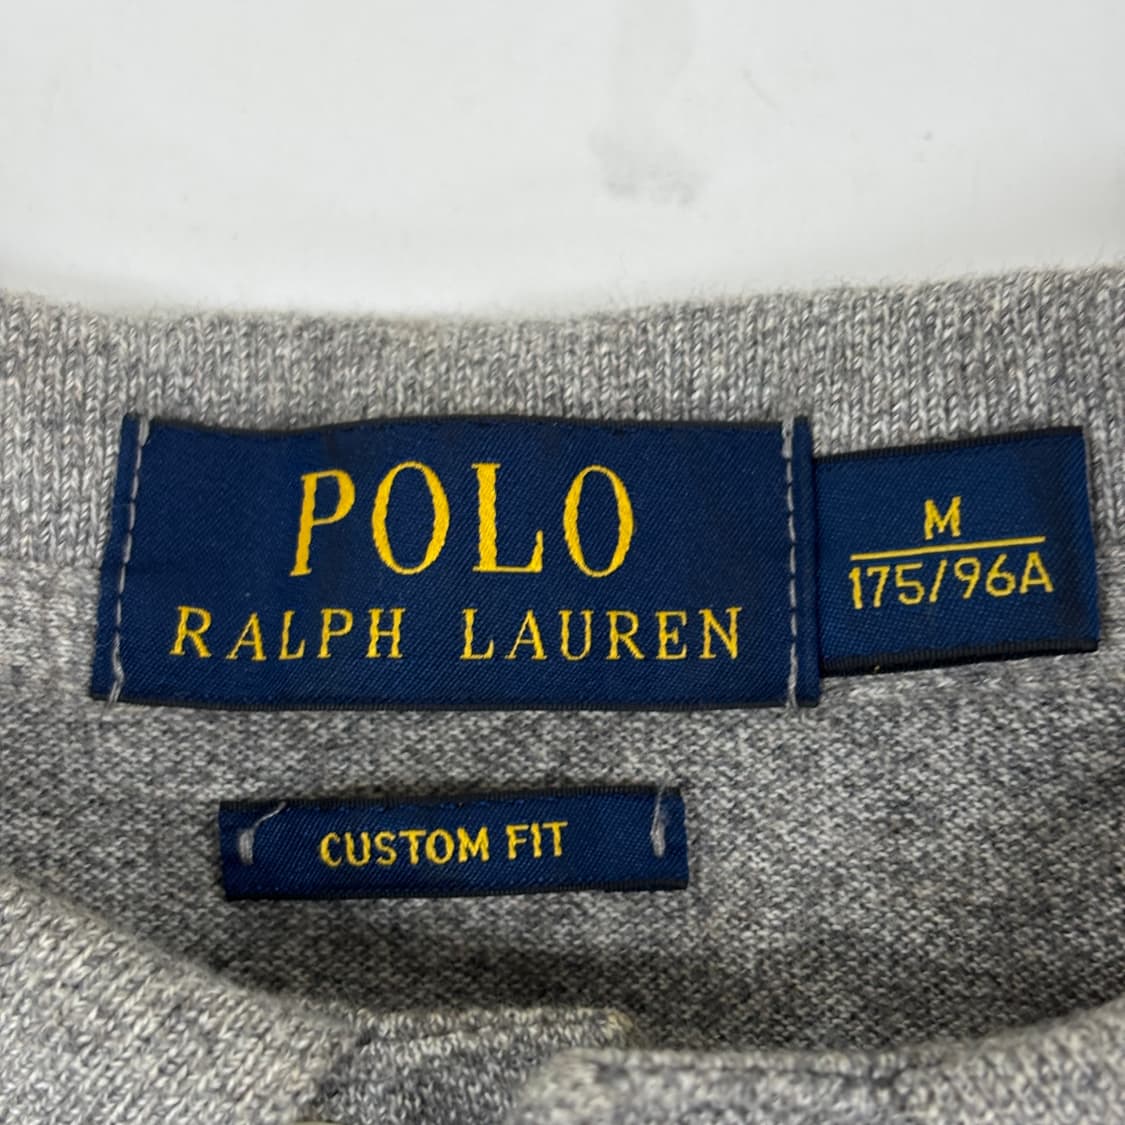 POLO
RALPH LAUREN
M
175/96A
CUSTOM FIT